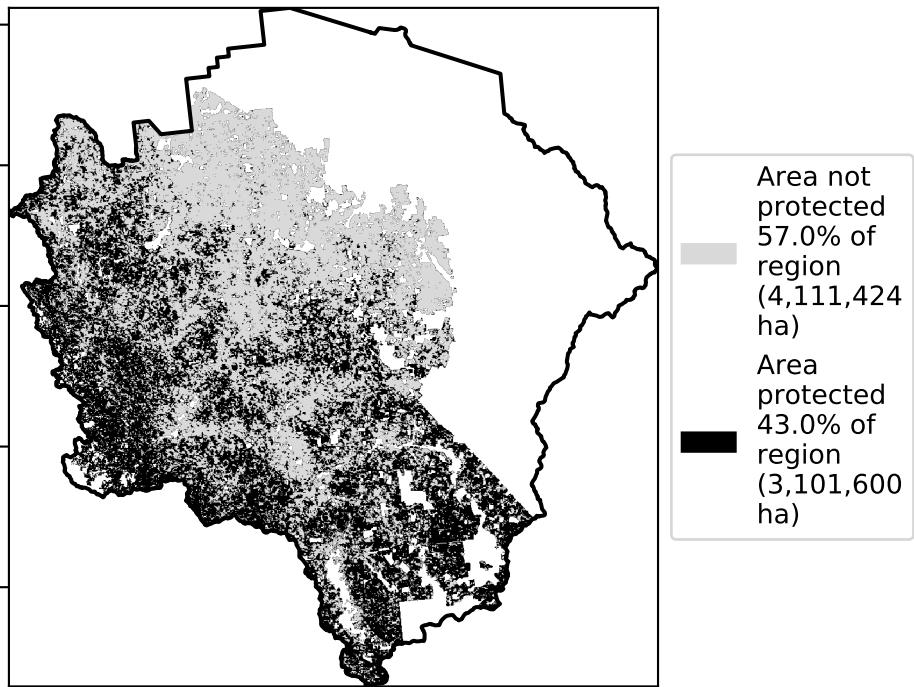 Area not
protected
57.0% of
region
(4,111,424
ha)
Area
protected
43.0% of
region
(3,101,600
ha)